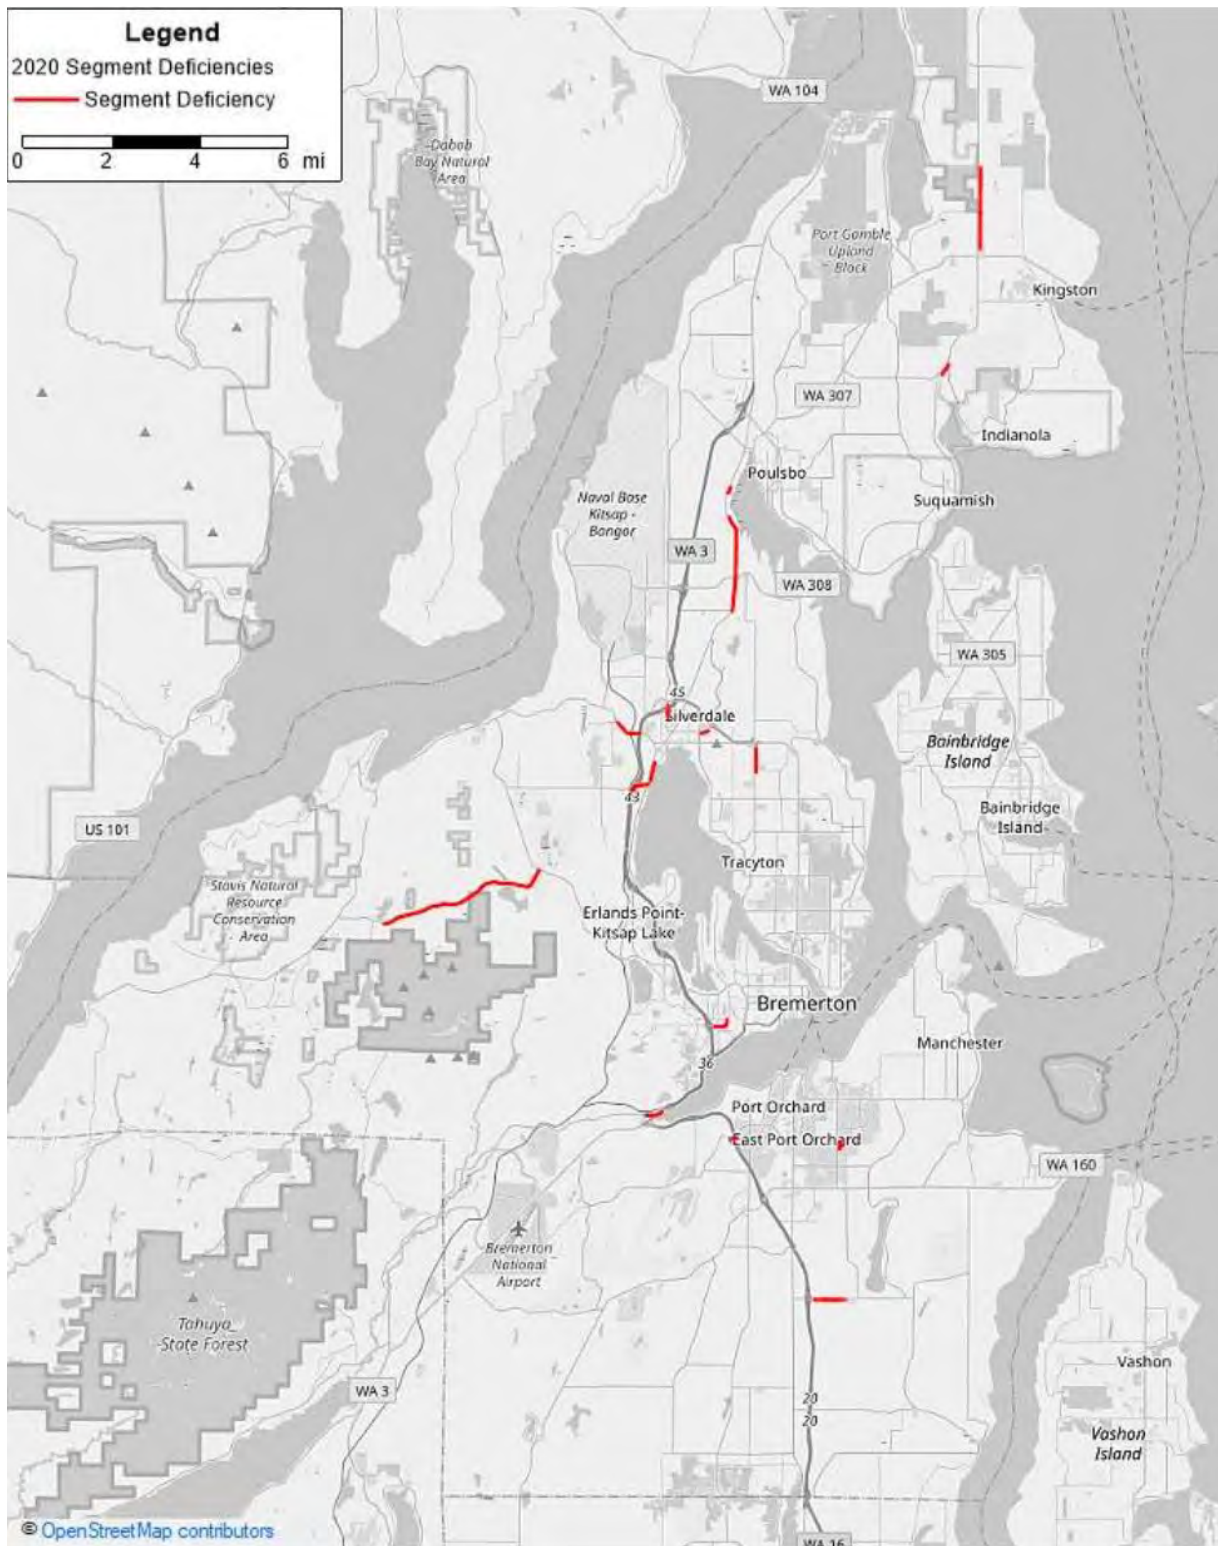 Legend
2020 Segment Deficiencies
Segment Deficiency
0 2 4 6 mi
WA 104
Dabob
Bay Natural
Area
Port Gamble
Upland
Block
Kingston
WA 307
Indianola
Poulsbo
Suquamish
Naval Base
Kitsap -
Bangor
WA 3
WA 308
WA 305
45
Silverdale
Bainbridge
Island
43
Bainbridge
Island
US 101
Tracyton
Stavis Natural
Resource
Conservation
Area
Erlands Point-
Kitsap Lake
Bremerton
Manchester
36
Port Orchard
East Port Orchard
WA 160
Bremerton
National
Airport
Tahuya
State Forest
Vashon
WA 3
20
20
Vashon
Island
© OpenStreetMap contributors
WA 16